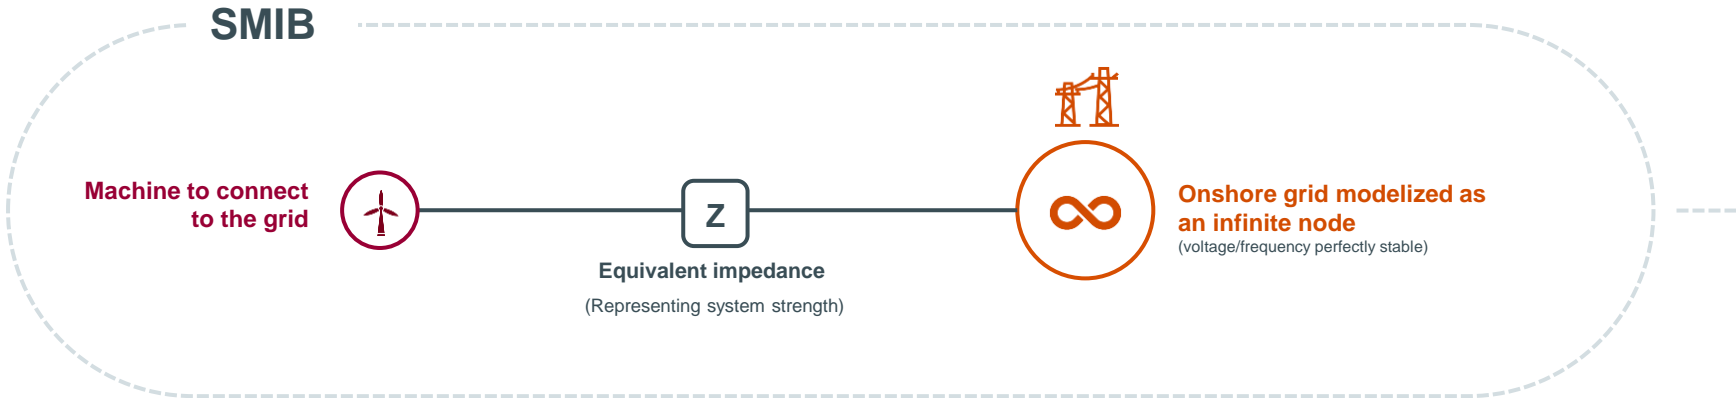 SMIB
Machine to connect
to the grid
Z
Equivalent impedance
(Representing system strength)
Onshore grid modelized as
an infinite node
(voltage/frequency perfectly stable)